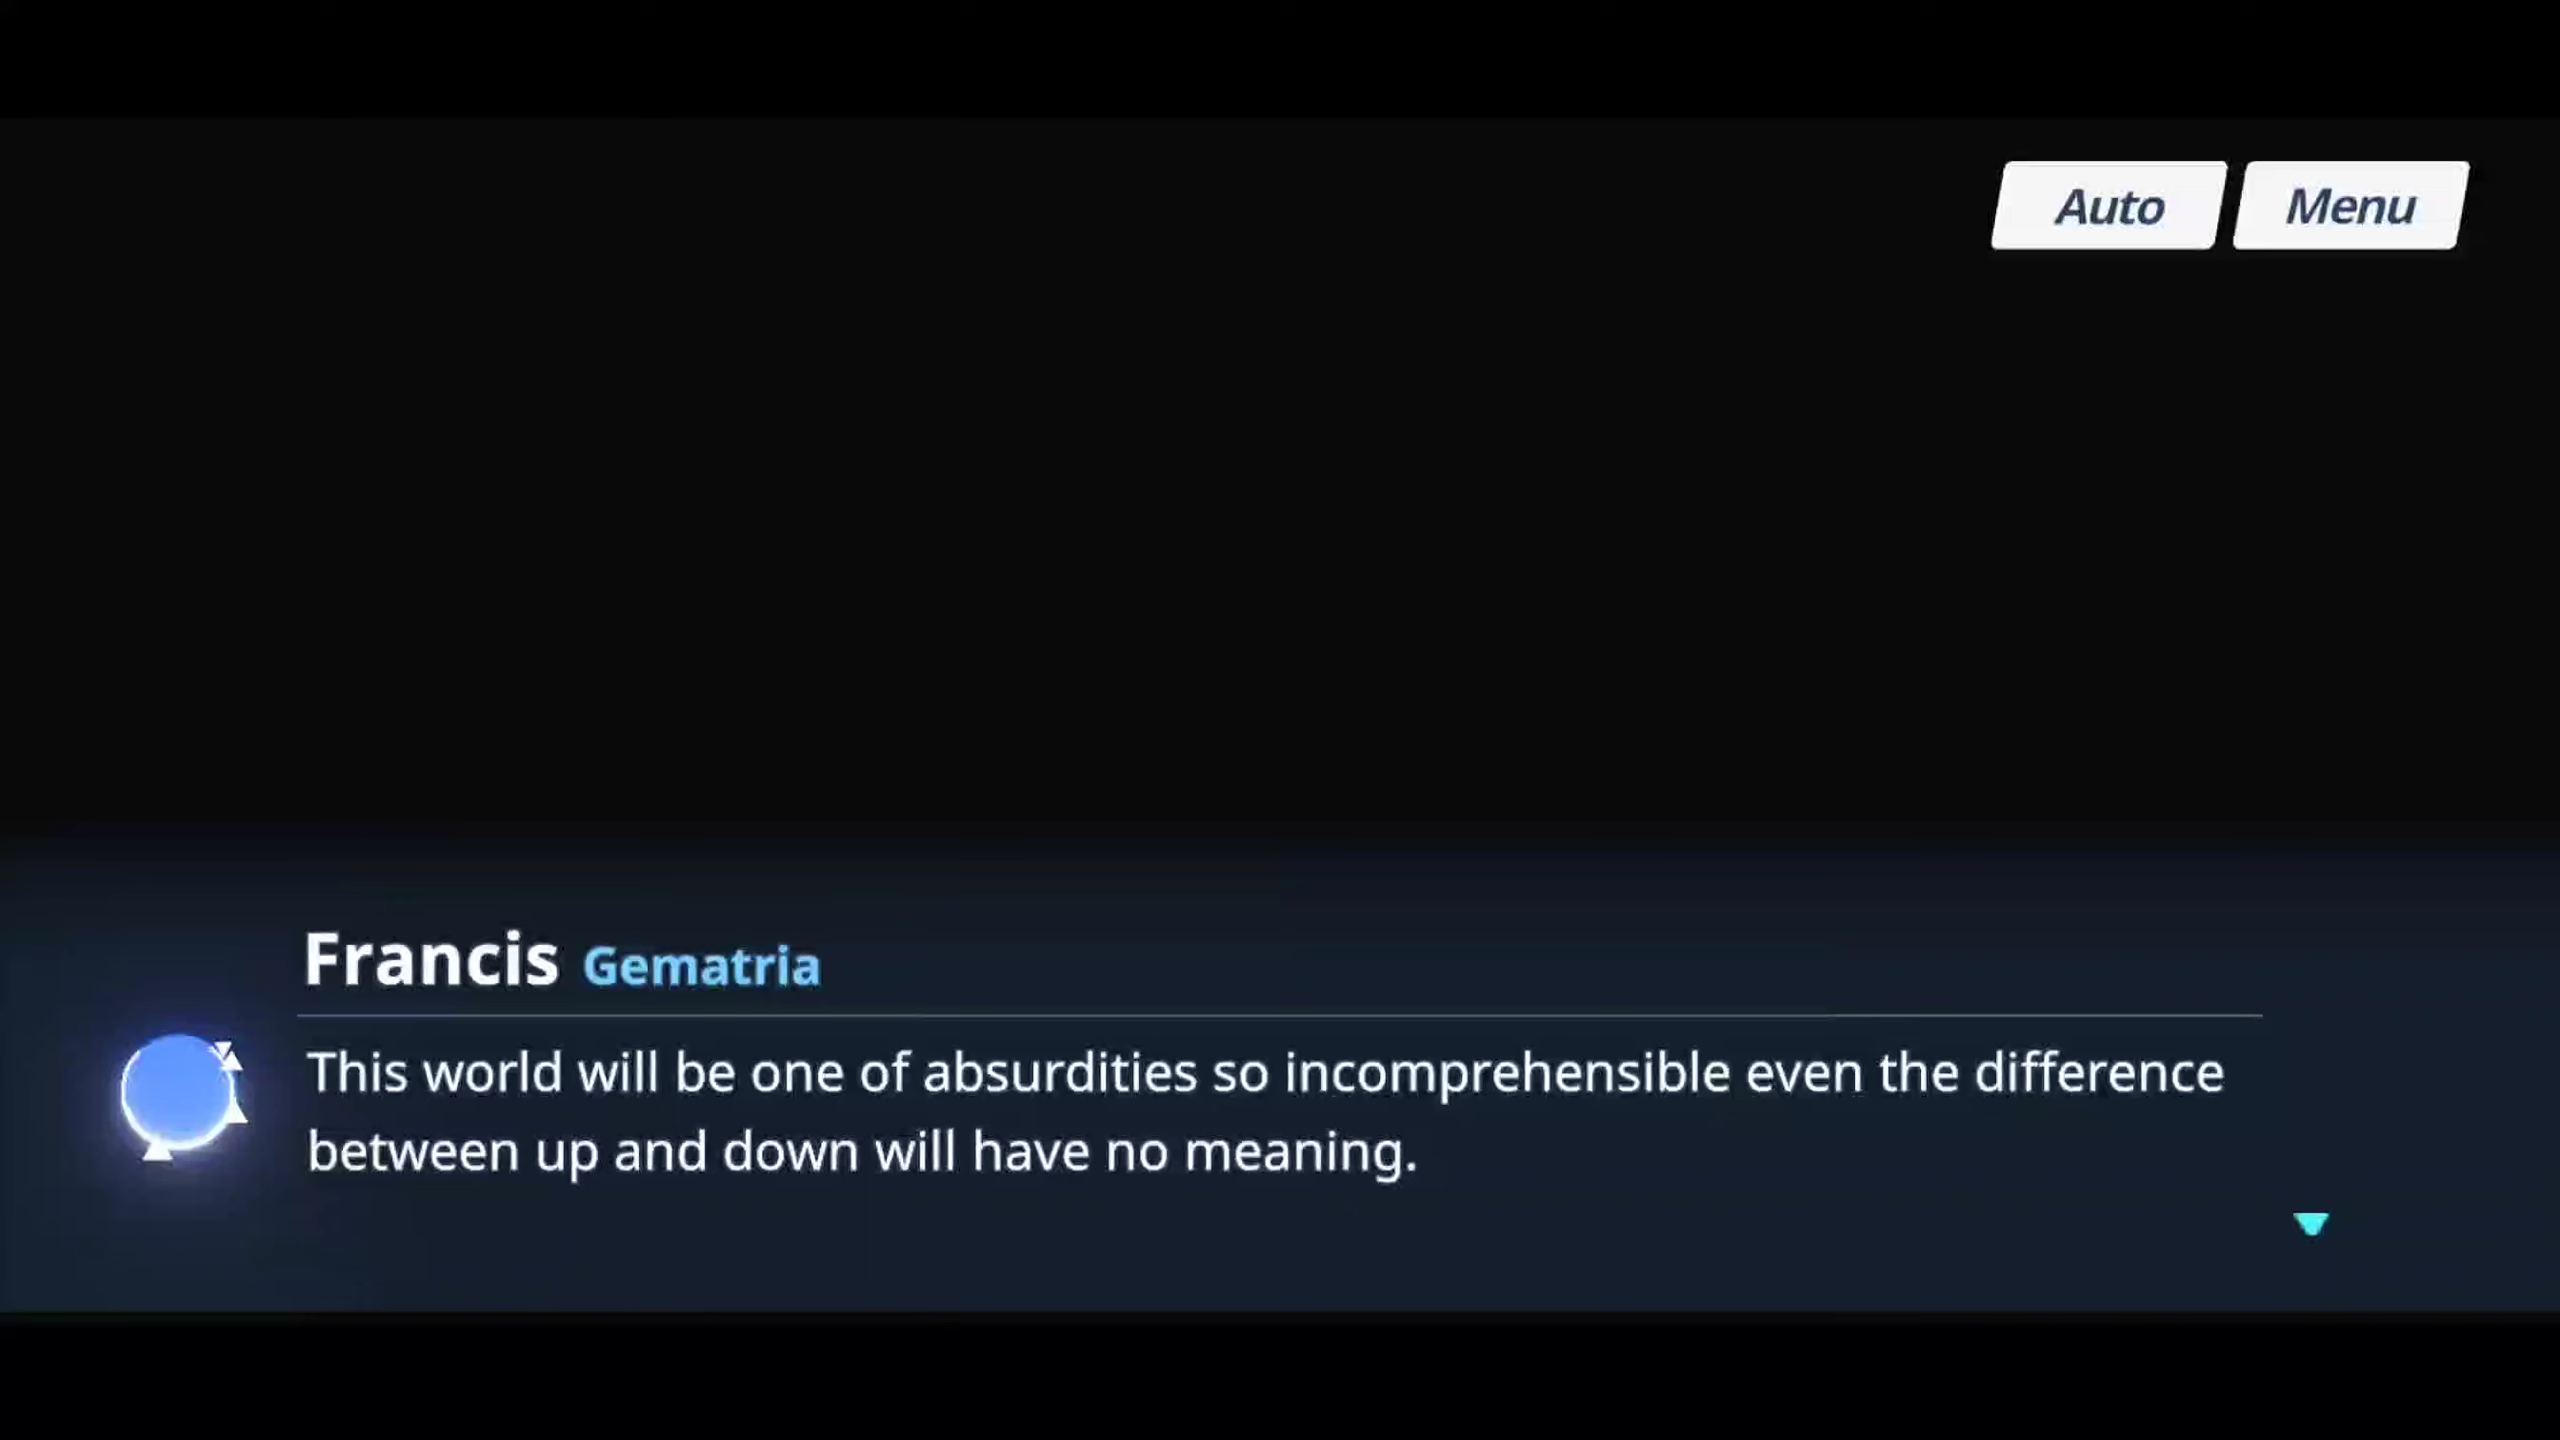 Auto Menu
Francis Gematria
This world will be one of absurdities so incomprehensible even the difference
between up and down will have no meaning.